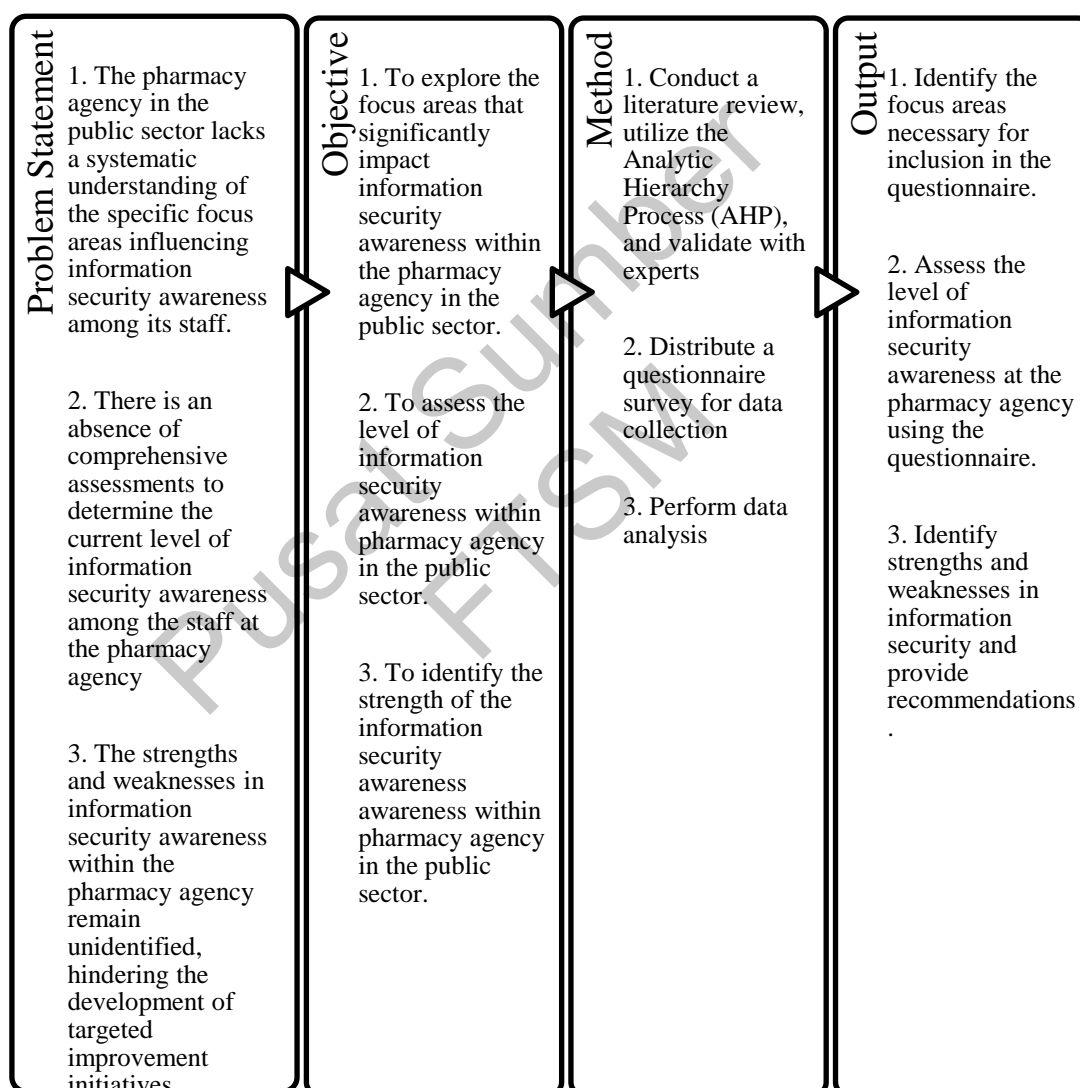 Problem Statement
1. The pharmacy
agency in the
public sector lacks
a systematic
understanding of
the specific focus
areas influencing
information
security awareness
among its staff.
2. There is an
absence of
comprehensive
assessments to
determine the
current level of
information
security awareness
among the staff at
the pharmacy
agency
3. The strengths
and weaknesses in
information
security awareness
within the
pharmacy agency
remain
unidentified,
hindering the
development of
targeted
improvement
initiatives
Objective
1. To explore the
focus areas that
significantly
impact
information
security
awareness within
the pharmacy
agency in the
public sector.
2. To assess the
level of
information
security
awareness within
pharmacy agency
in the public
sector.
3. To identify the
strength of the
information
security
awareness
awareness within
pharmacy agency
in the public
sector.
Method
1. Conduct a
literature review,
utilize the
Analytic
Hierarchy
Process (AHP),
and validate with
experts
2. Distribute a
questionnaire
survey for data
collection
3. Perform data
analysis
Output
1. Identify the
focus areas
necessary for
inclusion in the
questionnaire.
2. Assess the
level of
information
security
awareness at the
pharmacy agency
using the
questionnaire.
3. Identify
strengths and
weaknesses in
information
security and
provide
recommendations
.
Pusat Sumber
FTSM